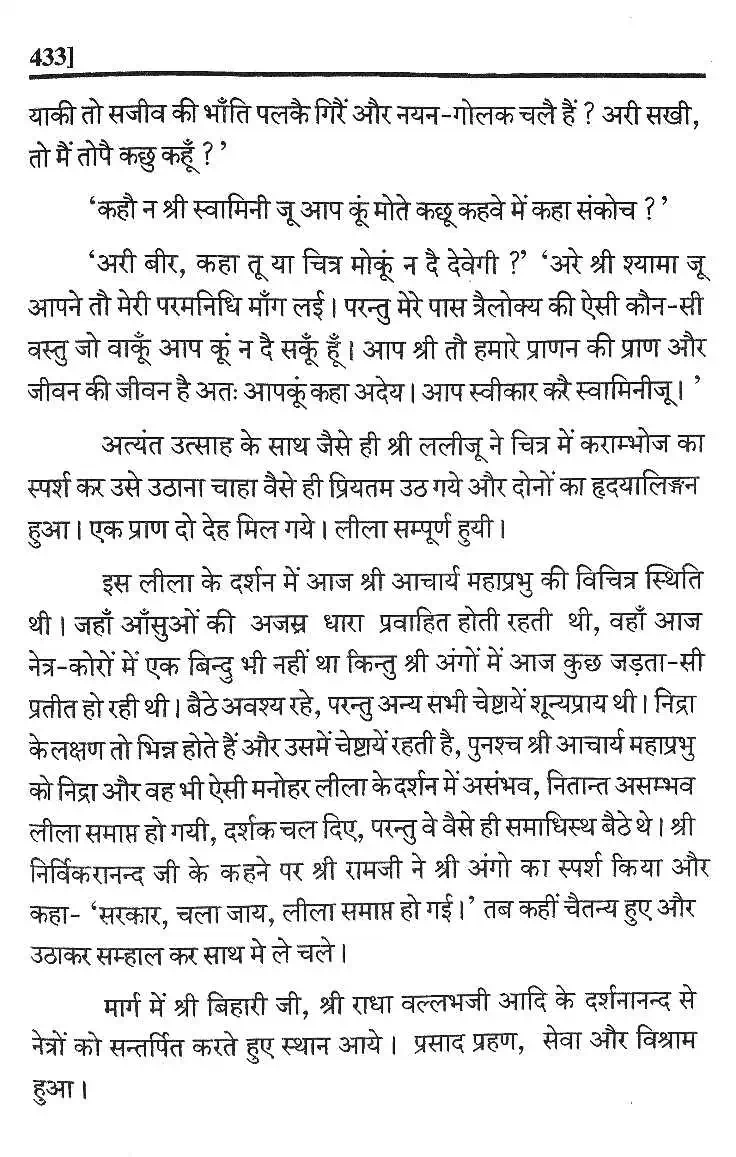 433]
याकी तो सजीव की भाँति पलकै गिरैं और नयन-गोलक चलै हैं ? अरी सखी,
तो मैं तोपै कछु कहूँ ?’
‘कहौ न श्री स्वामिनी जू आप कूं मोते कछू कहवे में कहा संकोच ?’
‘अरी बीर, कहा तू या चित्र मोकूं न दै देवेगी ?’ ‘अरे श्री श्यामा जू
आपने तौ मेरी परमनिधि माँग लई। परन्तु मेरे पास त्रैलोक्य की ऐसी कौन-सी
वस्तु जो वाकूँ आप कूं न दै सकूँ हूँ। आप श्री तौ हमारे प्राणन की प्राण और
जीवन की जीवन है अतः आपकूं कहा अदेय। आप स्वीकार करै स्वामिनीजू। ’
अत्यंत उत्साह के साथ जैसे ही श्री ललीजू ने चित्र में कराम्भोज का
स्पर्श कर उसे उठाना चाहा वैसे ही प्रियतम उठ गये और दोनों का हृदयालिङ्गन
हुआ। एक प्राण दो देह मिल गये। लीला सम्पूर्ण हुयी।
इस लीला के दर्शन में आज श्री आचार्य महाप्रभु की विचित्र स्थिति
थी। जहाँ आँसुओं की अजस्र धारा प्रवाहित होती रहती थी, वहाँ आज
नेत्र-कोरों में एक बिन्दु भी नहीं था किन्तु श्री अंगों में आज कुछ जड़ता-सी
प्रतीत हो रही थी। बैठे अवश्य रहे, परन्तु अन्य सभी चेष्टायें शून्यप्राय थी। निद्रा
के लक्षण तो भिन्न होते हैं और उसमें चेष्टायें रहती है, पुनश्च श्री आचार्य महाप्रभु
को निद्रा और वह भी ऐसी मनोहर लीला के दर्शन में असंभव, नितान्त असम्भव
लीला समाप्त हो गयी, दर्शक चल दिए, परन्तु वे वैसे ही समाधिस्थ बैठे थे। श्री
निर्विकरानन्द जी के कहने पर श्री रामजी ने श्री अंगो का स्पर्श किया और
कहा- ‘सरकार, चला जाय, लीला समाप्त हो गई।’ तब कहीं चैतन्य हुए और
उठाकर सम्हाल कर साथ मे ले चले।
मार्ग में श्री बिहारी जी, श्री राधा वल्लभजी आदि के दर्शनानन्द से
नेत्रों को सन्तर्पित करते हुए स्थान आये। प्रसाद प्रहण, सेवा और विश्राम
हुआ।